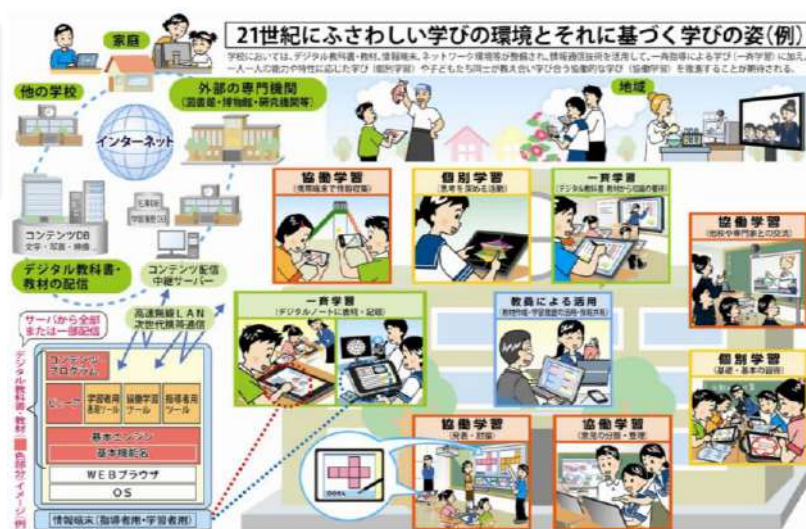 21世紀にふさわしい学びの環境とそれに基づく学びの姿(例)
学校においては、デジタル教科書・教材、情報端末、ネットワーク環境等が整備され、情報通信技術を活用して、一斉指導による学び(一斉学習)に加え、
一人一人の能力や特性に応じた学び(個別学習)や子どもたち同士が教え合い学び合う協働的な学び(協働学習)を推進することが期待される。
家庭
他の学校
外部の専門機関
(図書館・博物館・研究機関等)
インターネット
地域
コンテンツDB
文字・写真・映像
デジタル教科書・
教材の配信
コンテンツ配信
中継サーバー
高速無線LAN
次世代携帯通信
サーバから全部
または一部配信
協働学習
(携帯端末で情報収集)
個別学習
(思考を深める活動)
一斉学習
協働学習
(他校や専門家との交流)
一斉学習
(デジタルノートに書写・記録)
教員による活用
個別学習
(基礎・基本の習得)
協働学習
(発表・討論)
協働学習
(意見の分類・整理)
デジタル教科書・教材
色部分(イメージ例)
コンテンツ
プログラム
ビューア
学習者用
表現ツール
協働学習
ツール
指導者用
ツール
基本エンジン
基本機能名
WEBブラウザ
OS
情報端末(指導者用・学習者用)